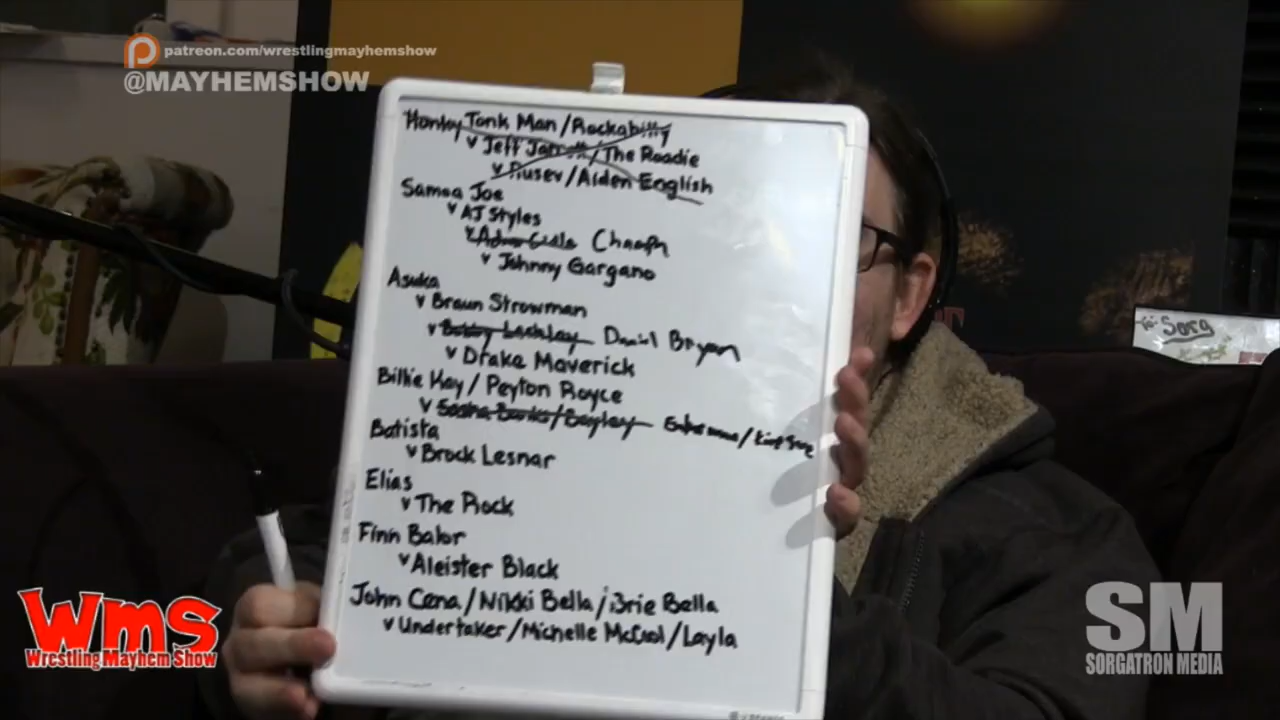 patreon.com/wrestlingmayhemshow
@MAYHEMSHOW
Honky Tonk Man/Rockabilly
v Jeff Jarrett/The Roadie
v Rusev/Aiden English
Samoa Joe
v AJ Styles
v Adam Cole Champ
v Johnny Gargano
Asuka
v Braun Strowman
v Bobby Lashley Daniel Bryan
v Drake Maverick
Billie Kay/Peyton Royce
v Sasha Banks/Bayley
Batista
v Brock Lesnar
Elias
v The Rock
Finn Balor
v Aleister Black
John Cena/Nikki Bella/Brie Bella
v Undertaker/Michelle McCool/Layla
To: Sorg
WMS
Wrestling Mayhem Show
SM
SORGATRON MEDIA